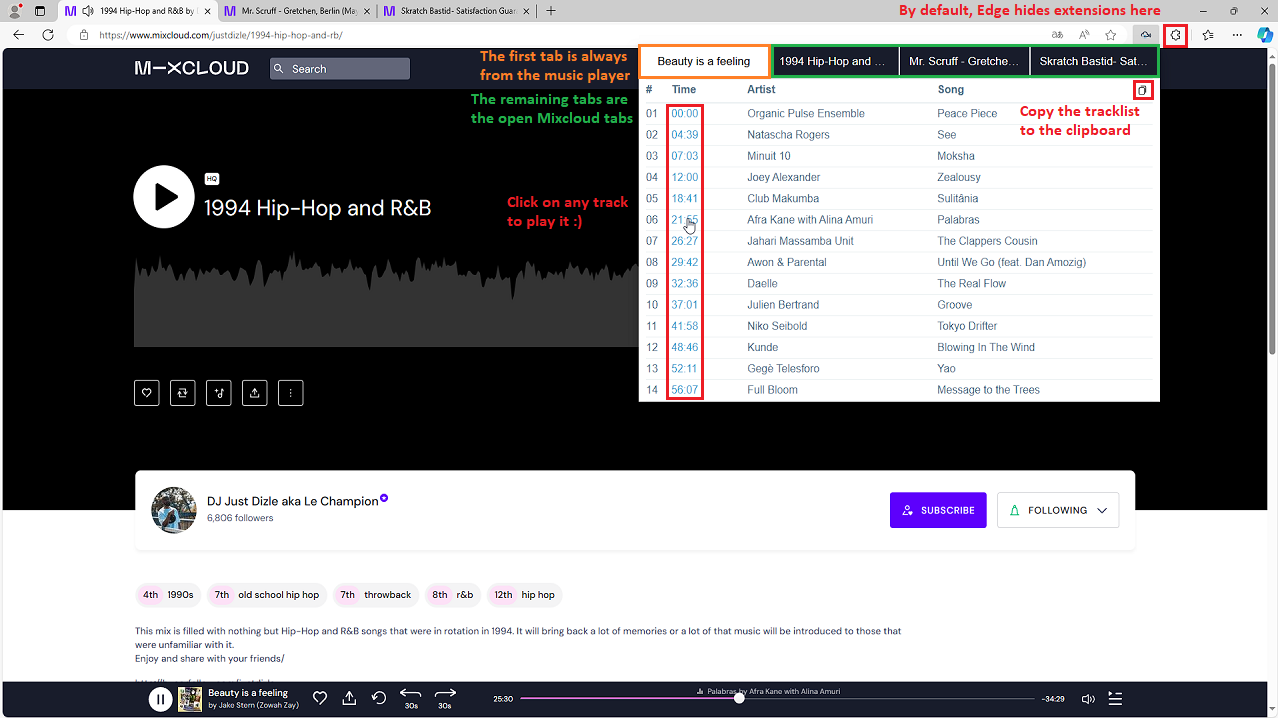 By default, Edge hides extensions here
1994 Hip-Hop and R&B by
Mr. Scruff - Gretchen, Berlin (May
Skratch Bastid- Satisfaction Guar
https://www.mixcloud.com/justdizle/1994-hip-hop-and-rb/
M-XCLOUD
Search
The first tab is always
from the music player
The remaining tabs are
the open Mixcloud tabs
Beauty is a feeling
1994 Hip-Hop and ...
Mr. Scruff - Gretche...
Skratch Bastid- Sat...
# Time Artist Song
Copy the tracklist
to the clipboard
01 00:00 Organic Pulse Ensemble Peace Piece
02 04:39 Natascha Rogers See
03 07:03 Minuit 10 Moksha
04 12:00 Joey Alexander Zealousy
05 18:41 Club Makumba Sulitânia
06 21:55 Afra Kane with Alina Amuri Palabras
07 26:27 Jahari Massamba Unit The Clappers Cousin
08 29:42 Awon & Parental Until We Go (feat. Dan Amozig)
09 32:36 Daelle The Real Flow
10 37:01 Julien Bertrand Groove
11 41:58 Niko Seibold Tokyo Drifter
12 48:46 Kunde Blowing In The Wind
13 52:11 Gegè Telesforo Yao
14 56:07 Full Bloom Message to the Trees
HQ
1994 Hip-Hop and R&B
Click on any track
to play it :)
DJ Just Dizle aka Le Champion
6,806 followers
SUBSCRIBE
FOLLOWING
4th 1990s
7th old school hip hop
7th throwback
8th r&b
12th hip hop
This mix is filled with nothing but Hip-Hop and R&B songs that were in rotation in 1994. It will bring back a lot of memories or a lot of that music will be introduced to those that
were unfamiliar with it.
Enjoy and share with your friends/
Beauty is a feeling
by Jake Stern (Zowah Zay)
30s
30s
25:30
Palabras by Afra Kane with Alina Amuri
-34:29